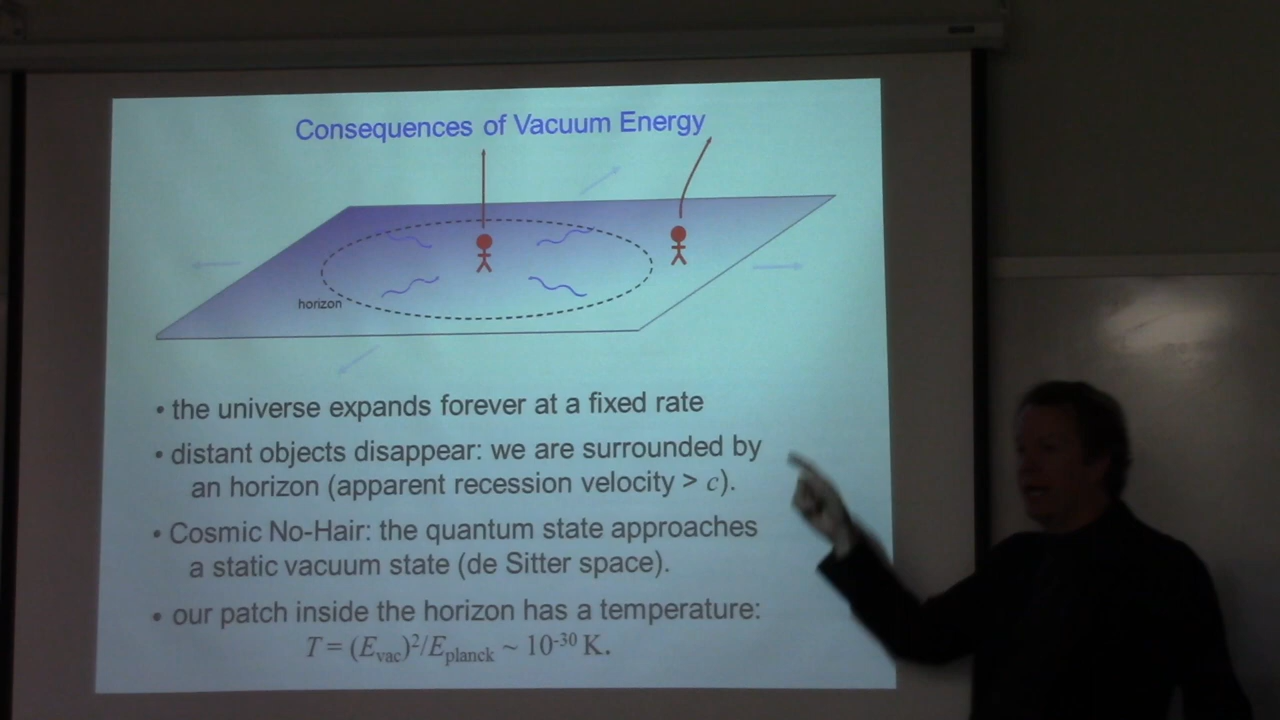 Consequences of Vacuum Energy
horizon
• the universe expands forever at a fixed rate
• distant objects disappear: we are surrounded by
an horizon (apparent recession velocity > c).
• Cosmic No-Hair: the quantum state approaches
a static vacuum state (de Sitter space).
• our patch inside the horizon has a temperature:
T = (E_vac)²/E_planck ~ 10⁻³⁰ K.